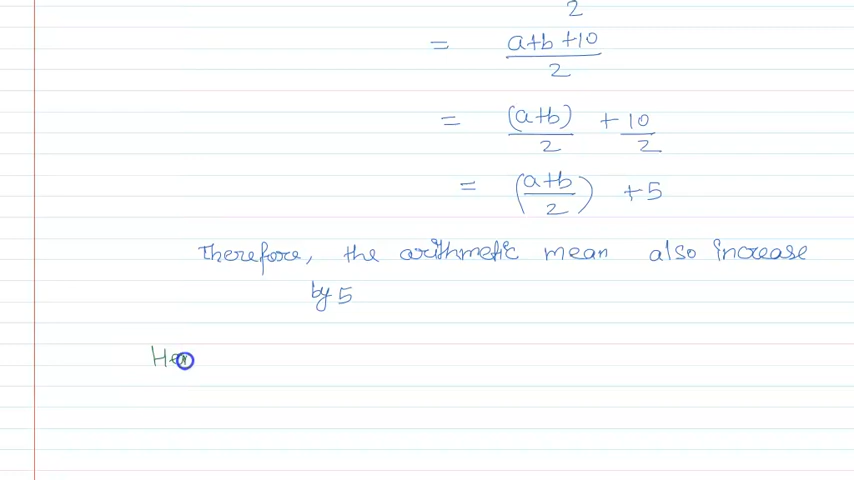 2
= a+b+10 / 2
= (a+b) / 2 + 10 / 2
= (a+b / 2) +5
Therefore, the arithmetic mean also increase
by 5